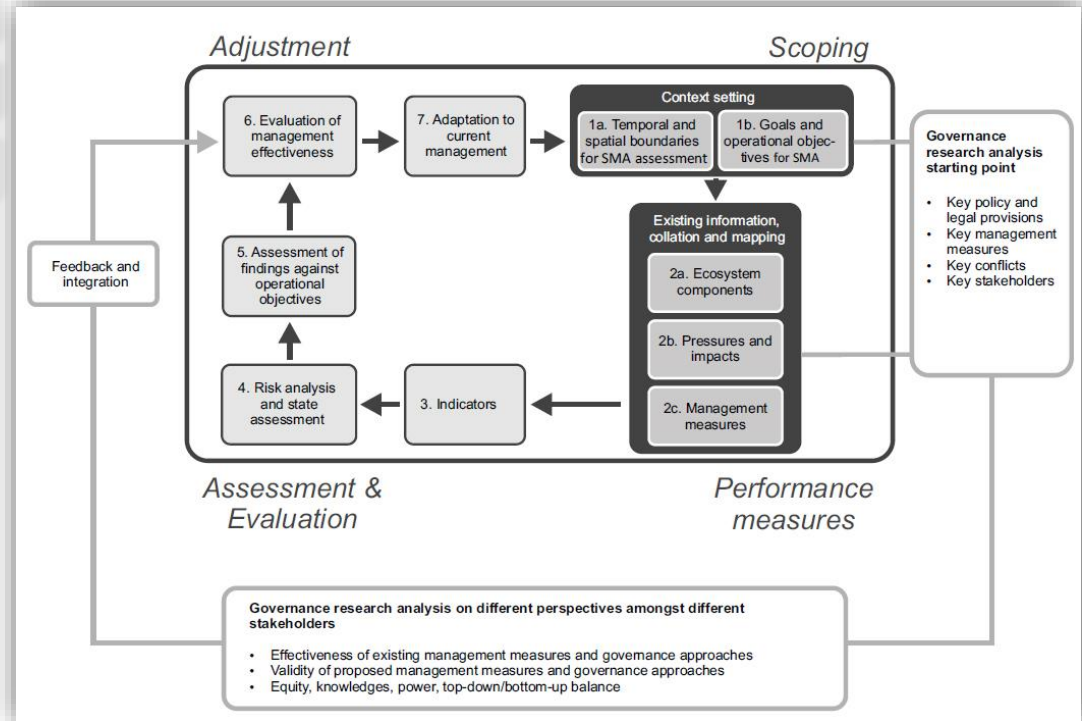 Adjustment
Scoping
6. Evaluation of
management
effectiveness
7. Adaptation to
current
management
Context setting
1a. Temporal and
spatial boundaries
for SMA assessment
1b. Goals and
operational objec-
tives for SMA
Governance
research analysis
starting point
• Key policy and
legal provisions
• Key management
measures
• Key conflicts
• Key stakeholders
Existing information,
collation and mapping
2a. Ecosystem
components
2b. Pressures and
impacts
2c. Management
measures
Feedback and
integration
5. Assessment of
findings against
operational
objectives
4. Risk analysis
and state
assessment
3. Indicators
Assessment &
Evaluation
Performance
measures
Governance research analysis on different perspectives amongst different
stakeholders
• Effectiveness of existing management measures and governance approaches
• Validity of proposed management measures and governance approaches
• Equity, knowledges, power, top-down/bottom-up balance